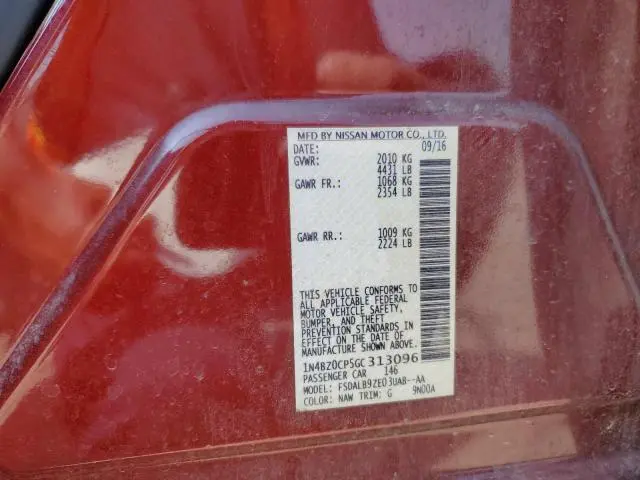 MFD BY NISSAN MOTOR CO., LTD.
DATE: 09/16
GVWR: 2010 KG
4431 LB
GAWR FR.: 1068 KG
2354 LB
GAWR RR.: 1009 KG
2224 LB
THIS VEHICLE CONFORMS TO
ALL APPLICABLE FEDERAL
MOTOR VEHICLE SAFETY,
BUMPER, AND THEFT
PREVENTION STANDARDS IN
EFFECT ON THE DATE OF
MANUFACTURE SHOWN ABOVE.
1N4BZ0CP5GC313096
PASSENGER CAR 146
MODEL: FSDALB9ZE03UAB--AA
COLOR: NAW TRIM: G 9N00A